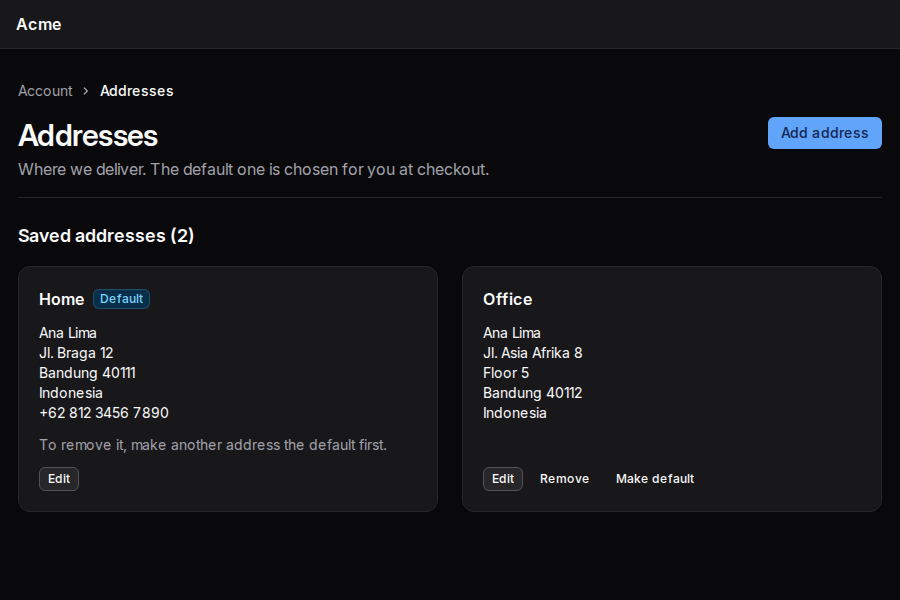 Acme
Account > Addresses
Addresses
Add address
Where we deliver. The default one is chosen for you at checkout.
Saved addresses (2)
Home Default
Ana Lima
Jl. Braga 12
Bandung 40111
Indonesia
+62 812 3456 7890
To remove it, make another address the default first.
Edit
Office
Ana Lima
Jl. Asia Afrika 8
Floor 5
Bandung 40112
Indonesia
Edit Remove Make default